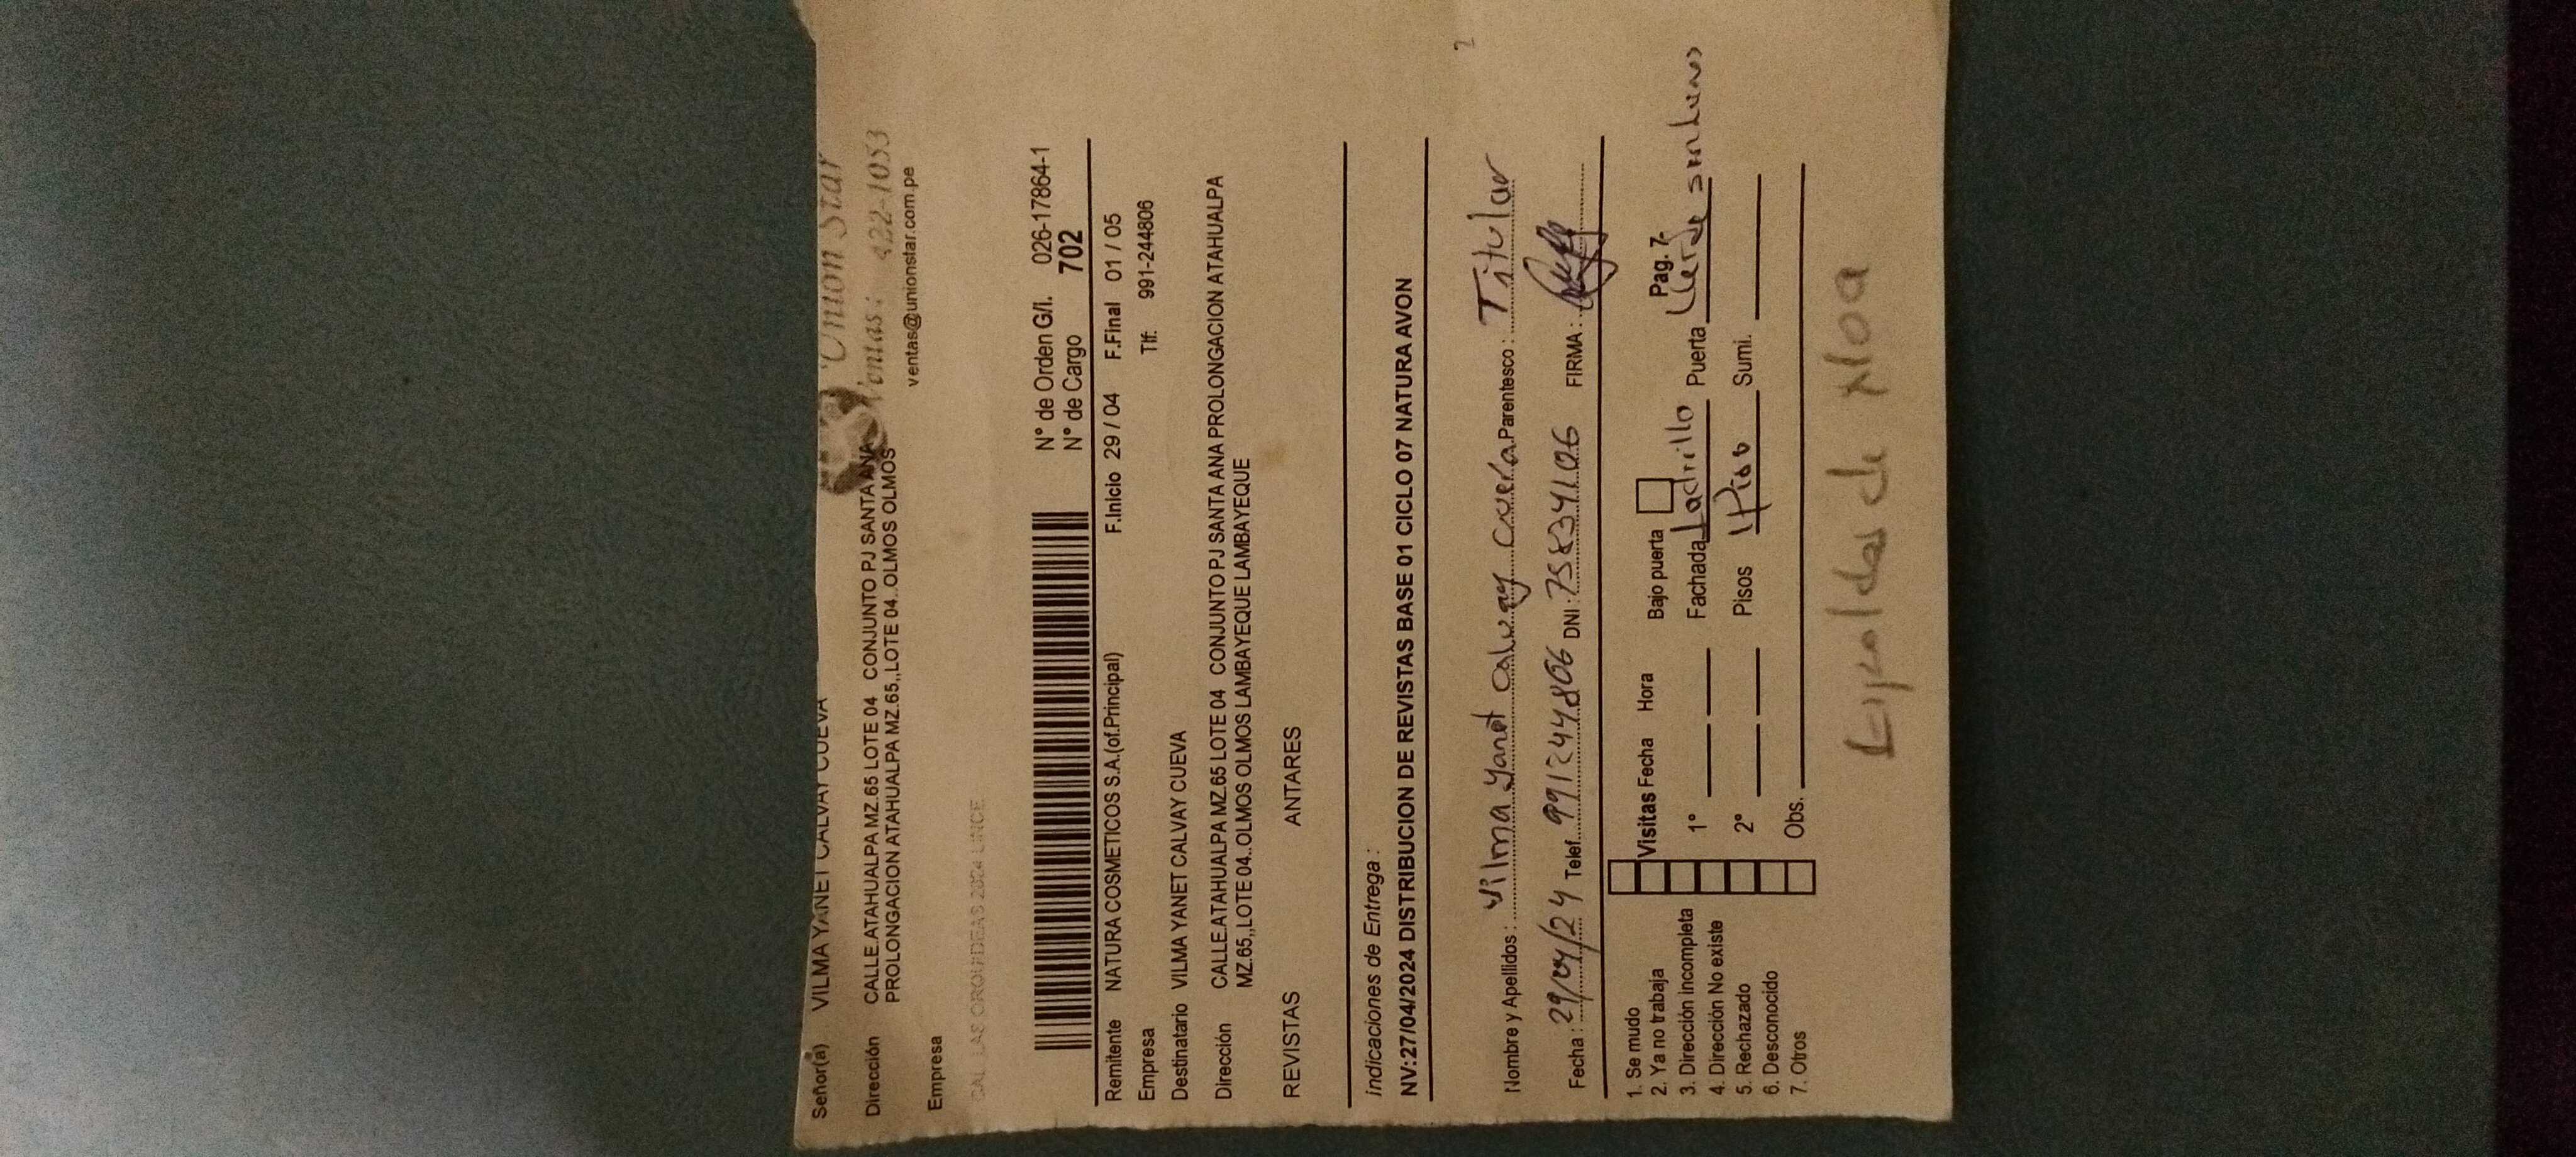 Union Star
Ventas: 422-1053
ventas@unionstar.com.pe
Señor(a) VILMA YANET CALVAY CUEVA
Dirección CALLE.ATAHUALPA MZ.65 LOTE 04 CONJUNTO PJ SANTA ANA
PROLONGACION ATAHUALPA MZ.65,,LOTE 04..OLMOS OLMOS
Empresa
CAL LAS ORQUIDEAS 2824 LINCE
N° de Orden G/I. 026-17864-1
N° de Cargo 702
Remitente NATURA COSMETICOS S.A.(of.Principal) F.Inicio 29 / 04 F.Final 01 / 05
Empresa Tlf: 991-244806
Destinatario VILMA YANET CALVAY CUEVA
Dirección CALLE.ATAHUALPA MZ.65 LOTE 04 CONJUNTO PJ SANTA ANA PROLONGACION ATAHUALPA
MZ.65,,LOTE 04..OLMOS OLMOS LAMBAYEQUE LAMBAYEQUE
REVISTAS ANTARES
Indicaciones de Entrega :
NV:27/04/2024 DISTRIBUCION DE REVISTAS BASE 01 CICLO 07 NATURA AVON
Nombre y Apellidos : Vilma Yanet Calvay Cueva Parentesco : Titular
Fecha : 29/04/24 Telef. 991244806 DNI : 75834106 FIRMA :
1. Se mudo
2. Ya no trabaja Visitas Fecha Hora Bajo puerta Pag. 7-
3. Dirección Incompleta 1° Fachada Ladrillo Puerta
4. Dirección No existe
5. Rechazado 2° Pisos 1 Piso Sumi.
6. Desconocido
7. Otros Obs.
Espaldas de